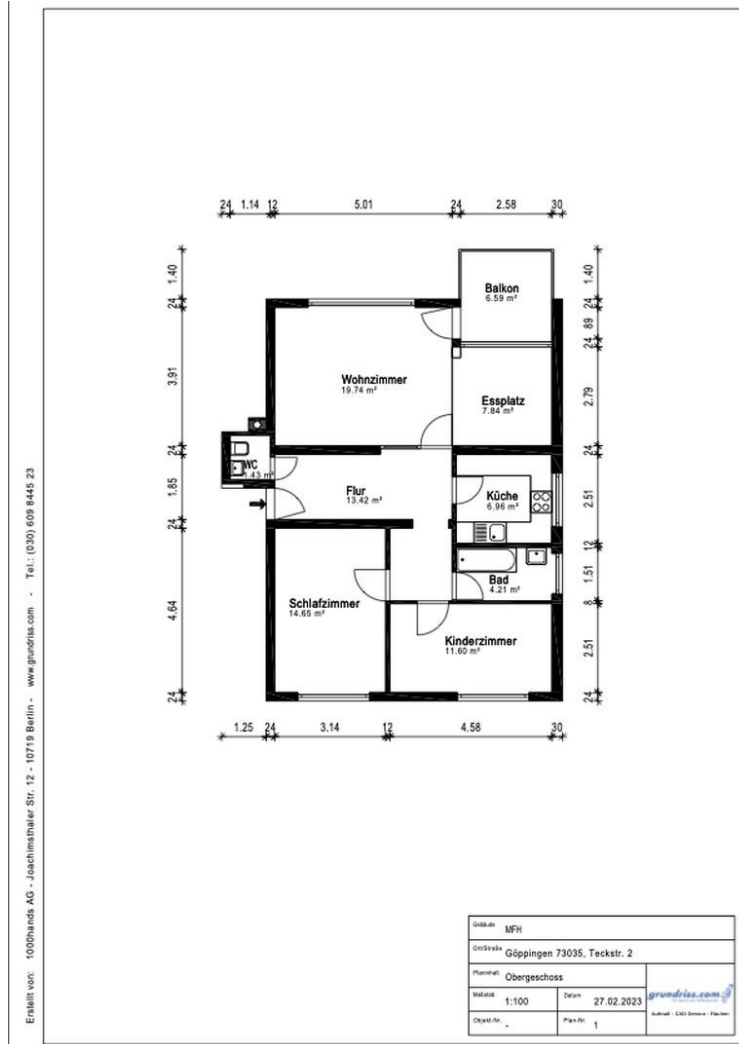 24 1.14 12 5.01 24 2.58 30
1.40
24
3.91
24
1.85
24
4.64
24
1.40
24
89
24
2.79
24
2.51
12
1.51
8
2.51
24
Balkon
6.59 m²
Wohnzimmer
19.74 m²
Essplatz
7.84 m²
WC
1.43 m²
Flur
13.42 m²
Küche
6.96 m²
Bad
4.21 m²
Schlafzimmer
14.65 m²
Kinderzimmer
11.60 m²
1.25 24 3.14 12 4.58 30
Erstellt von: 1000hands AG - Joachimsthaler Str. 12 - 10719 Berlin - www.grundriss.com - Tel.: (030) 609 8445 23
Gebäude MFH
Ort/Straße Göppingen 73035, Teckstr. 2
Planinhalt Obergeschoss
Maßstab 1:100 Datum 27.02.2023
grundriss.com
Objekt-Nr. - Plan-Nr. 1
Aufmaß - CAD-Service - Flächen